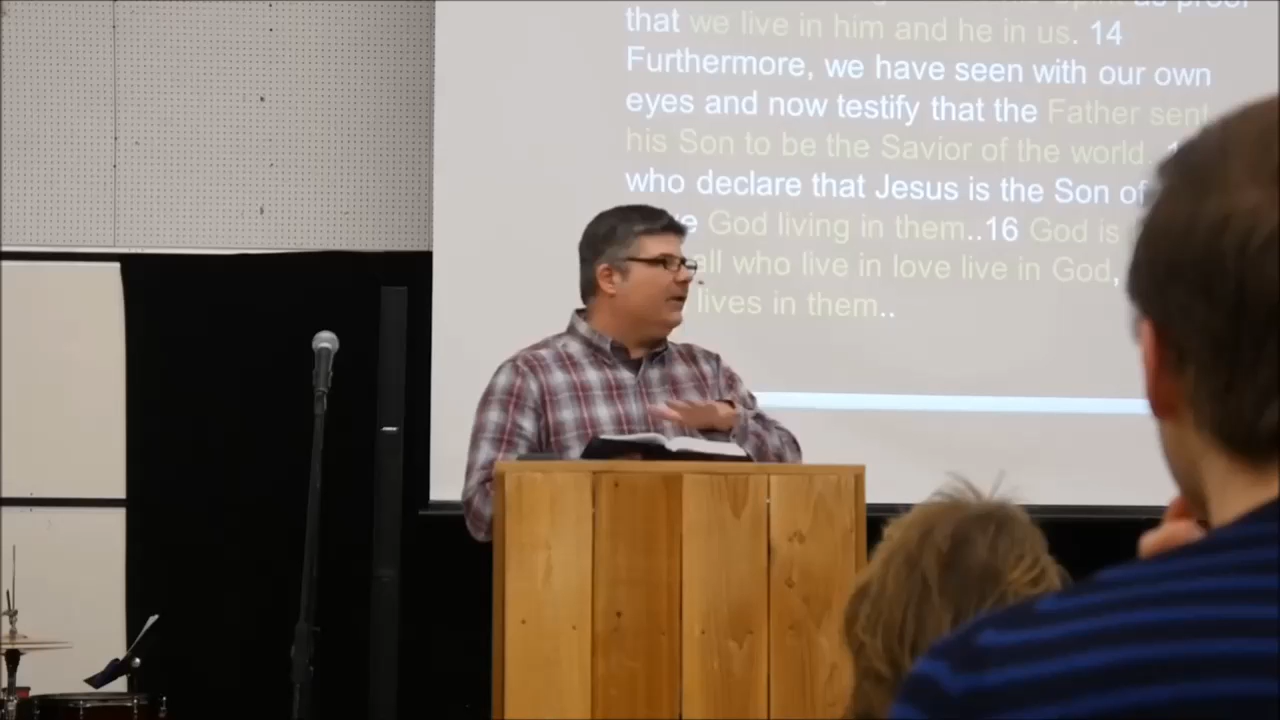 as proof
that we live in him and he in us. 14
Furthermore, we have seen with our own
eyes and now testify that the Father sent
his Son to be the Savior of the world.
who declare that Jesus is the Son of
God living in them..16 God is
all who live in love live in God,
lives in them..